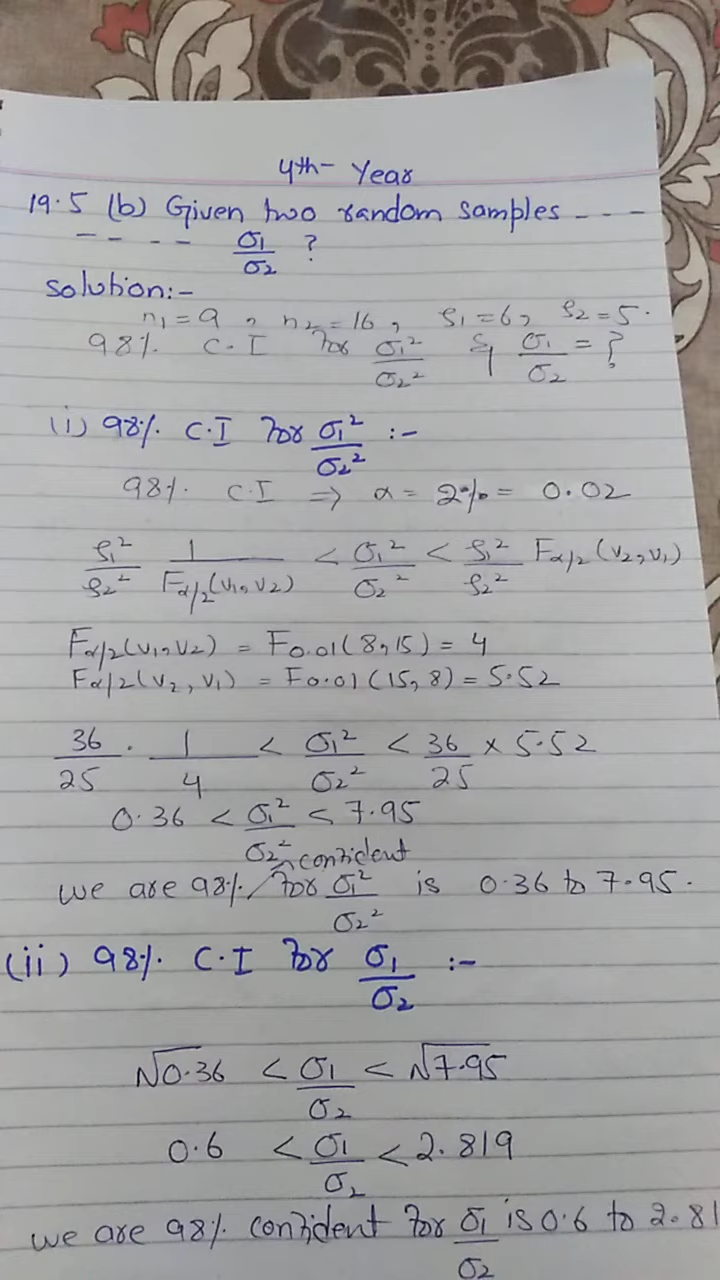 4th- Year
19.5 (b) Given two random samples - - -
- - - - σ₁/σ₂ ?
Solution:-
n₁ = 9, n₂ = 16, S₁ = 6, S₂ = 5.
98% C.I for σ₁²/σ₂² & σ₁/σ₂ = ?
(i) 98% C.I for σ₁²/σ₂² :-
98% C.I ⇒ α = 2% = 0.02
S₁²/S₂² 1/Fα/2(v₁, v₂) < σ₁²/σ₂² < S₁²/S₂² Fα/2(v₂, v₁)
Fα/2(v₁, v₂) = F0.01(8, 15) = 4
Fα/2(v₂, v₁) = F0.01(15, 8) = 5.52
36/25 . 1/4 < σ₁²/σ₂² < 36/25 × 5.52
0.36 < σ₁²/σ₂² < 7.95
we are 98% confident for σ₁²/σ₂² is 0.36 to 7.95.
(ii) 98% C.I for σ₁/σ₂ :-
√0.36 < σ₁/σ₂ < √7.95
0.6 < σ₁/σ₂ < 2.819
we are 98% confident for σ₁/σ₂ is 0.6 to 2.81